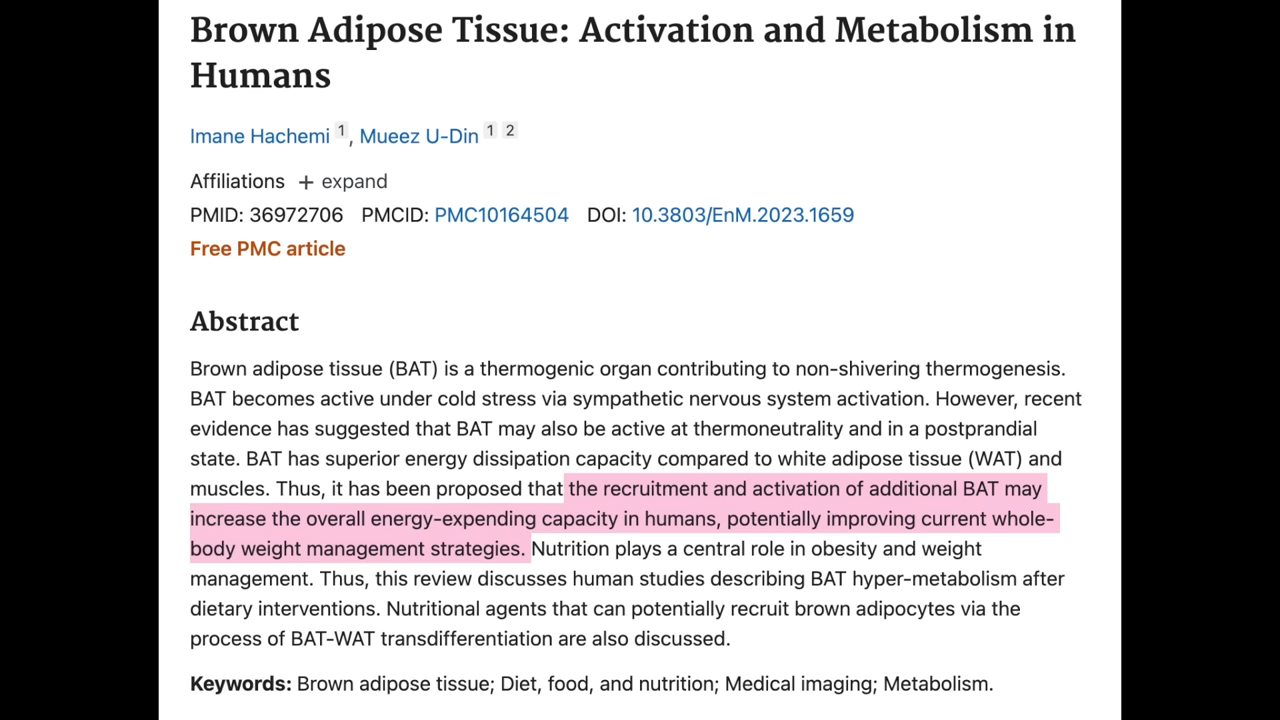 Brown Adipose Tissue: Activation and Metabolism in
Humans
Imane Hachemi 1, Mueez U-Din 1 2
Affiliations + expand
PMID: 36972706 PMCID: PMC10164504 DOI: 10.3803/EnM.2023.1659
Free PMC article
Abstract
Brown adipose tissue (BAT) is a thermogenic organ contributing to non-shivering thermogenesis.
BAT becomes active under cold stress via sympathetic nervous system activation. However, recent
evidence has suggested that BAT may also be active at thermoneutrality and in a postprandial
state. BAT has superior energy dissipation capacity compared to white adipose tissue (WAT) and
muscles. Thus, it has been proposed that the recruitment and activation of additional BAT may
increase the overall energy-expending capacity in humans, potentially improving current whole-
body weight management strategies. Nutrition plays a central role in obesity and weight
management. Thus, this review discusses human studies describing BAT hyper-metabolism after
dietary interventions. Nutritional agents that can potentially recruit brown adipocytes via the
process of BAT-WAT transdifferentiation are also discussed.
Keywords: Brown adipose tissue; Diet, food, and nutrition; Medical imaging; Metabolism.